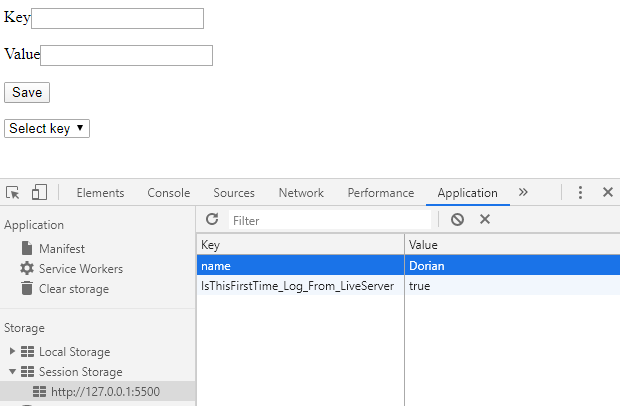 Key
Value
Save
Select key
Elements Console Sources Network Performance Application »
Application
Filter
Manifest
Service Workers
Clear storage
Key Value
name Dorian
IsThisFirstTime_Log_From_LiveServer true
Storage
Local Storage
Session Storage
http://127.0.0.1:5500